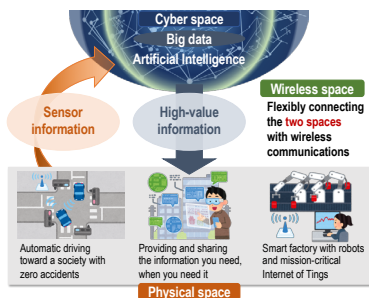 Cyber space
Big data
Artificial Intelligence
Sensor
information
High-value
information
Wireless space
Flexibly connecting
the two spaces
with wireless
communications
Automatic driving
toward a society with
zero accidents
Providing and sharing
the information you need,
when you need it
Smart factory with robots
and mission-critical
Internet of Tings
Physical space